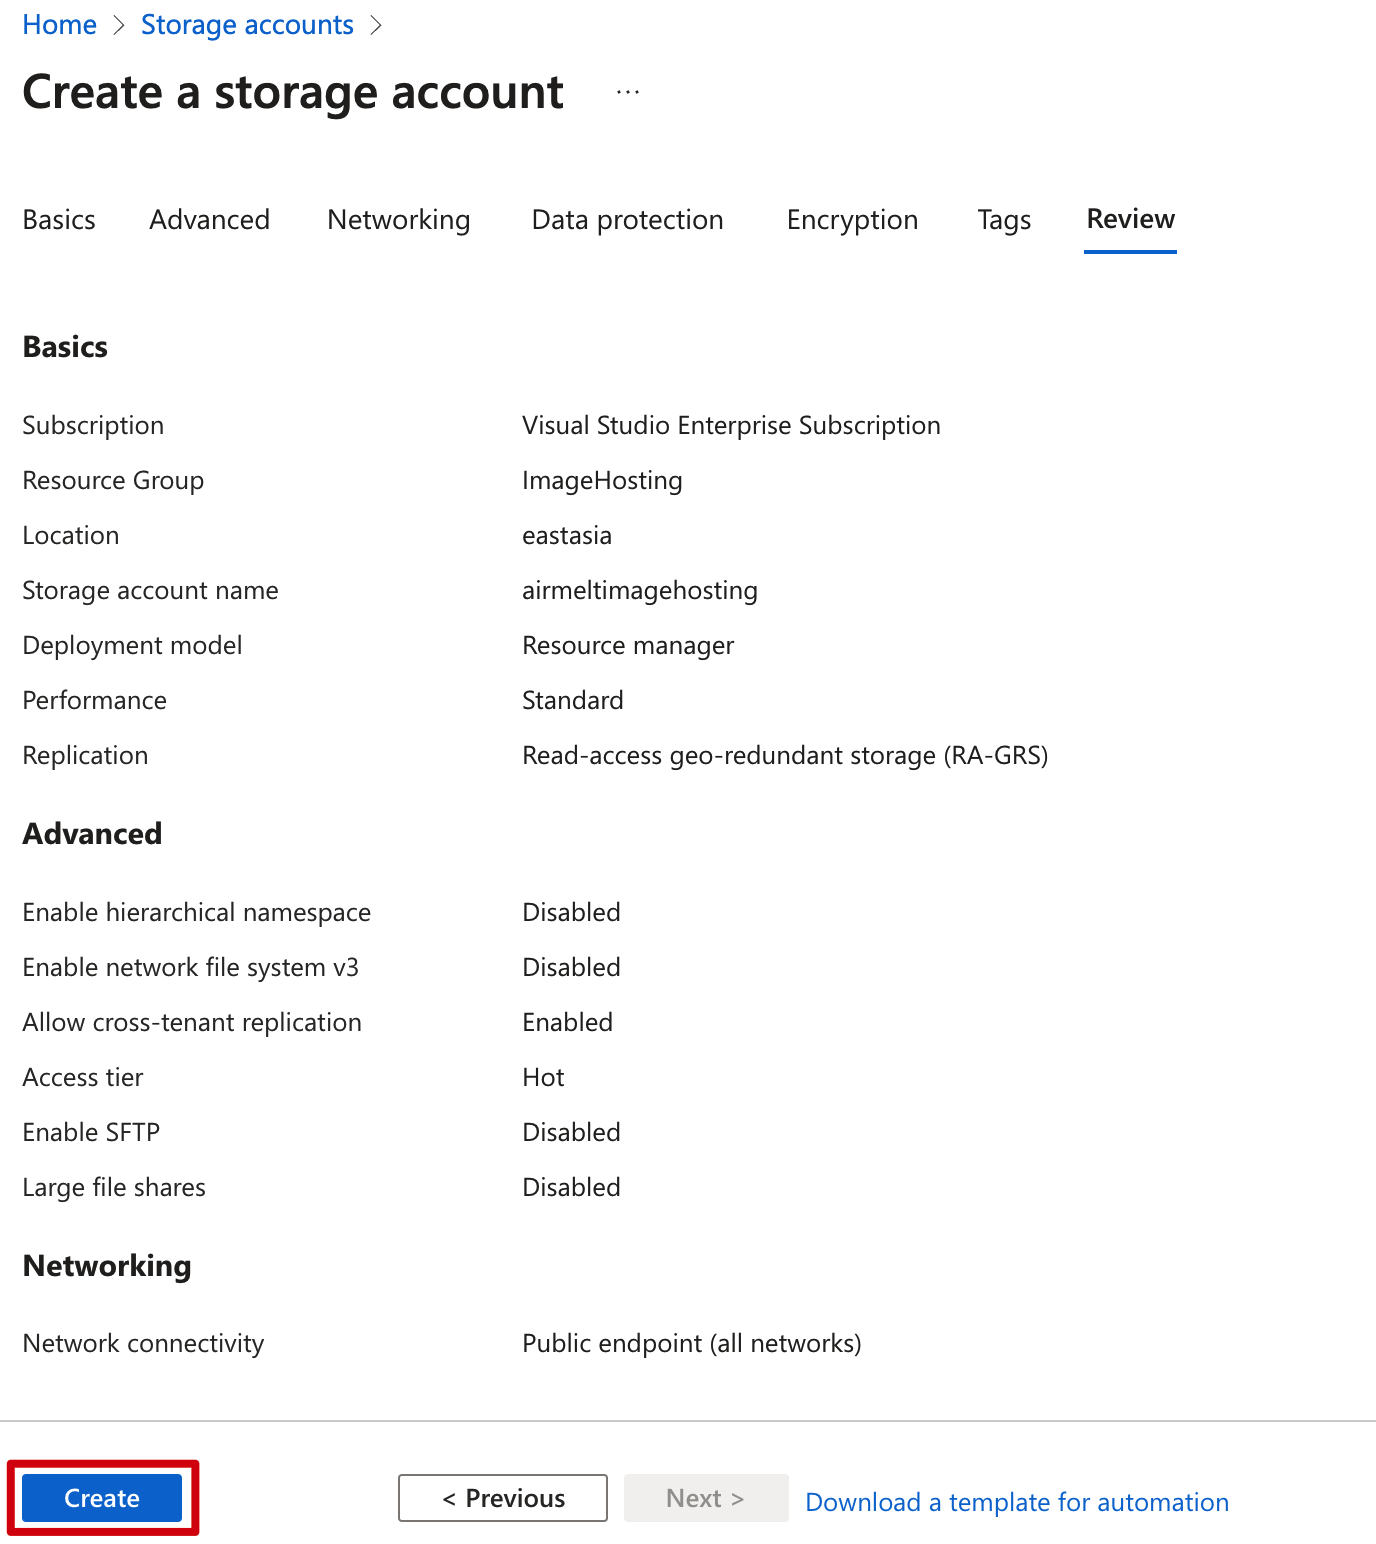 Home > Storage accounts >
Create a storage account ...
Basics Advanced Networking Data protection Encryption Tags Review
Basics
Subscription Visual Studio Enterprise Subscription
Resource Group ImageHosting
Location eastasia
Storage account name airmeltimagehosting
Deployment model Resource manager
Performance Standard
Replication Read-access geo-redundant storage (RA-GRS)
Advanced
Enable hierarchical namespace Disabled
Enable network file system v3 Disabled
Allow cross-tenant replication Enabled
Access tier Hot
Enable SFTP Disabled
Large file shares Disabled
Networking
Network connectivity Public endpoint (all networks)
Create < Previous Next > Download a template for automation